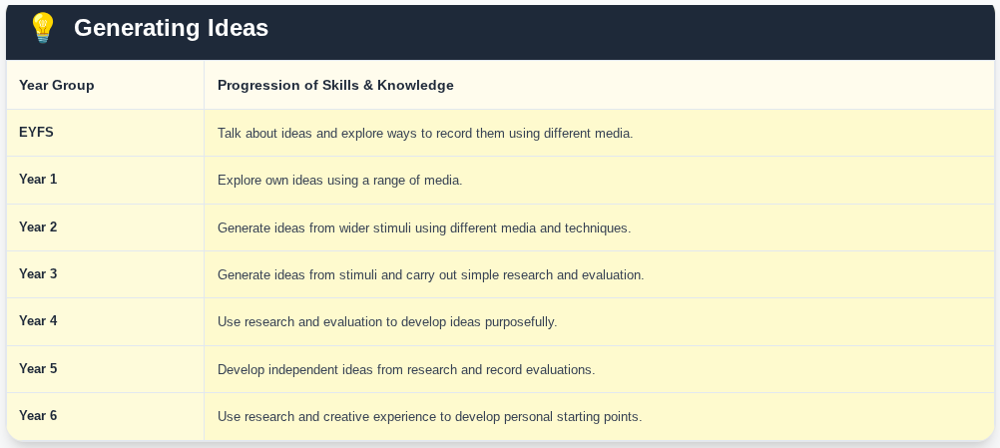 Generating Ideas
Year Group Progression of Skills & Knowledge
EYFS Talk about ideas and explore ways to record them using different media.
Year 1 Explore own ideas using a range of media.
Year 2 Generate ideas from wider stimuli using different media and techniques.
Year 3 Generate ideas from stimuli and carry out simple research and evaluation.
Year 4 Use research and evaluation to develop ideas purposefully.
Year 5 Develop independent ideas from research and record evaluations.
Year 6 Use research and creative experience to develop personal starting points.